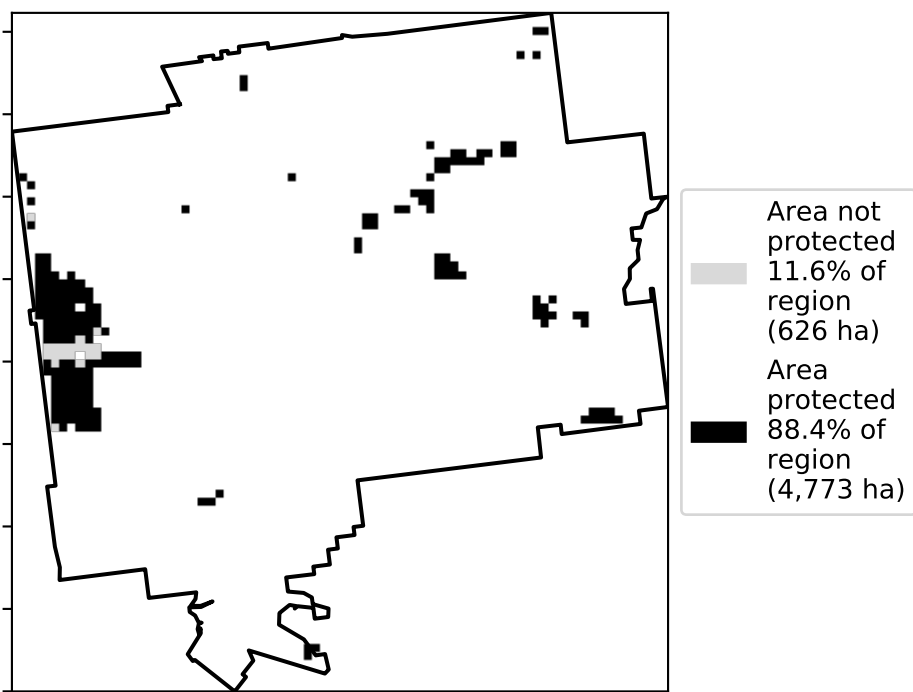 Area not
protected
11.6% of
region
(626 ha)
Area
protected
88.4% of
region
(4,773 ha)